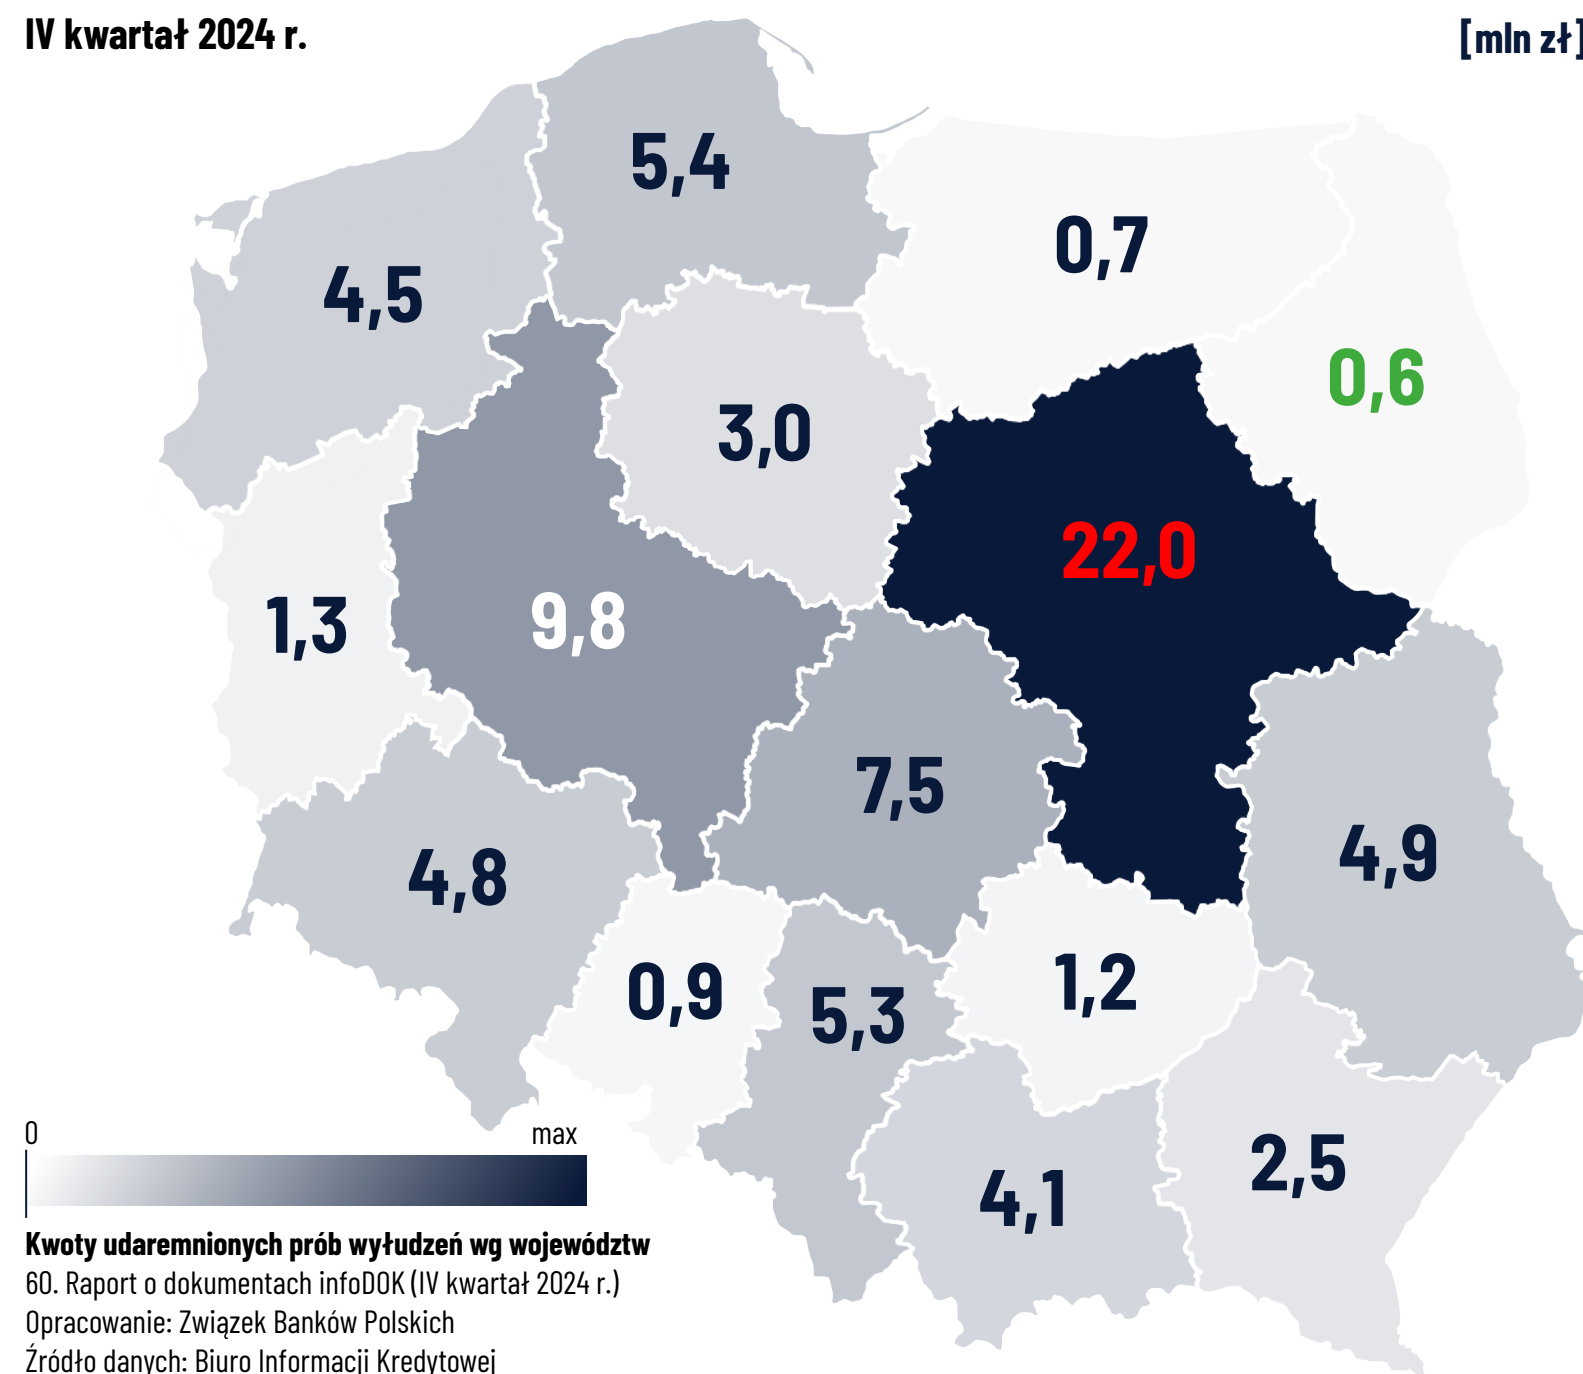 IV kwartał 2024 r.
[mln zł]
5,4
0,7
4,5
0,6
3,0
22,0
1,3
9,8
7,5
4,9
4,8
0,9
5,3
1,2
2,5
4,1
0
max
Kwoty udaremnionych prób wyłudzeń wg województw
60. Raport o dokumentach infoDOK (IV kwartał 2024 r.)
Opracowanie: Związek Banków Polskich
Źródło danych: Biuro Informacji Kredytowej